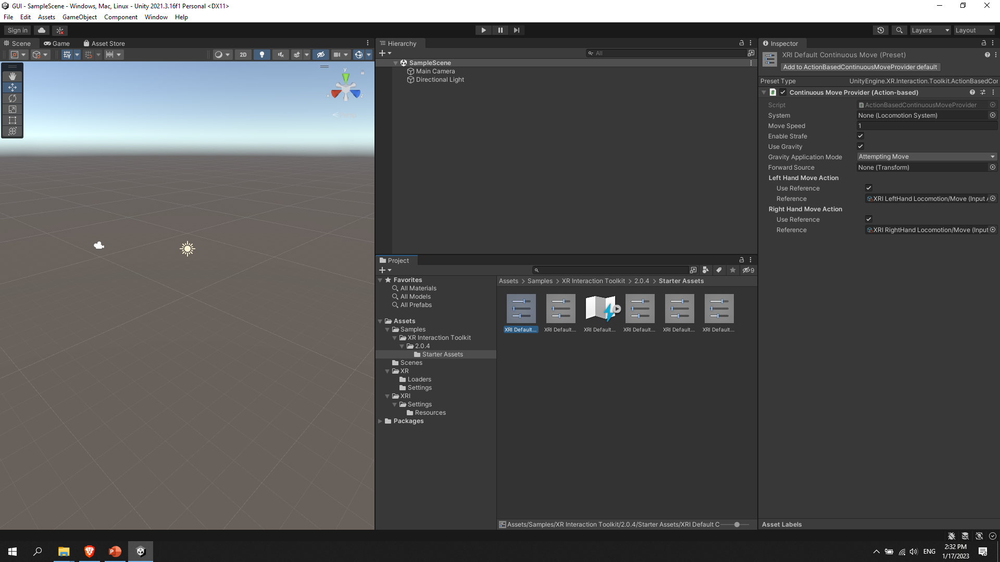 GUI - SampleScene - Windows, Mac, Linux - Unity 2021.3.16f1 Personal <DX11>
File Edit Assets GameObject Component Window Help
Sign in
Layers
Layout
Scene
Game
Asset Store
2D
y
x
z
Hierarchy
All
SampleScene
Main Camera
Directional Light
Project
9
Favorites
All Materials
All Models
All Prefabs
Assets
Samples
XR Interaction Toolkit
2.0.4
Starter Assets
Scenes
XR
Loaders
Settings
XRI
Settings
Resources
Packages
Assets > Samples > XR Interaction Toolkit > 2.0.4 > Starter Assets
XRI Default...
XRI Default...
XRI Default...
XRI Default...
XRI Default...
XRI Default...
Assets/Samples/XR Interaction Toolkit/2.0.4/Starter Assets/XRI Default C
Inspector
XRI Default Continuous Move (Preset)
Add to ActionBasedContinuousMoveProvider default
Preset Type UnityEngine.XR.Interaction.Toolkit.ActionBasedCor
Continuous Move Provider (Action-based)
Script ActionBasedContinuousMoveProvider
System None (Locomotion System)
Move Speed 1
Enable Strafe
Use Gravity
Gravity Application Mode Attempting Move
Forward Source None (Transform)
Left Hand Move Action
Use Reference
Reference XRI LeftHand Locomotion/Move (Input A
Right Hand Move Action
Use Reference
Reference XRI RightHand Locomotion/Move (Input
Asset Labels
ENG
2:32 PM
1/17/2023